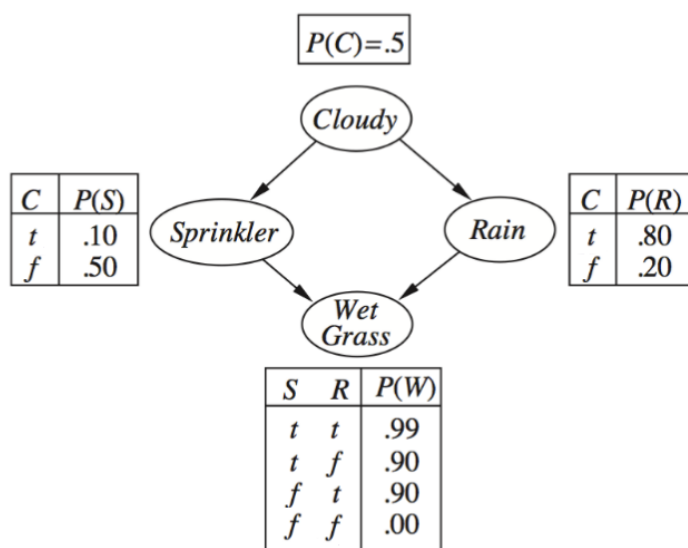 P(C)=.5
Cloudy
C P(S)
t .10
f .50
Sprinkler
Rain
C P(R)
t .80
f .20
Wet
Grass
S R P(W)
t t .99
t f .90
f t .90
f f .00